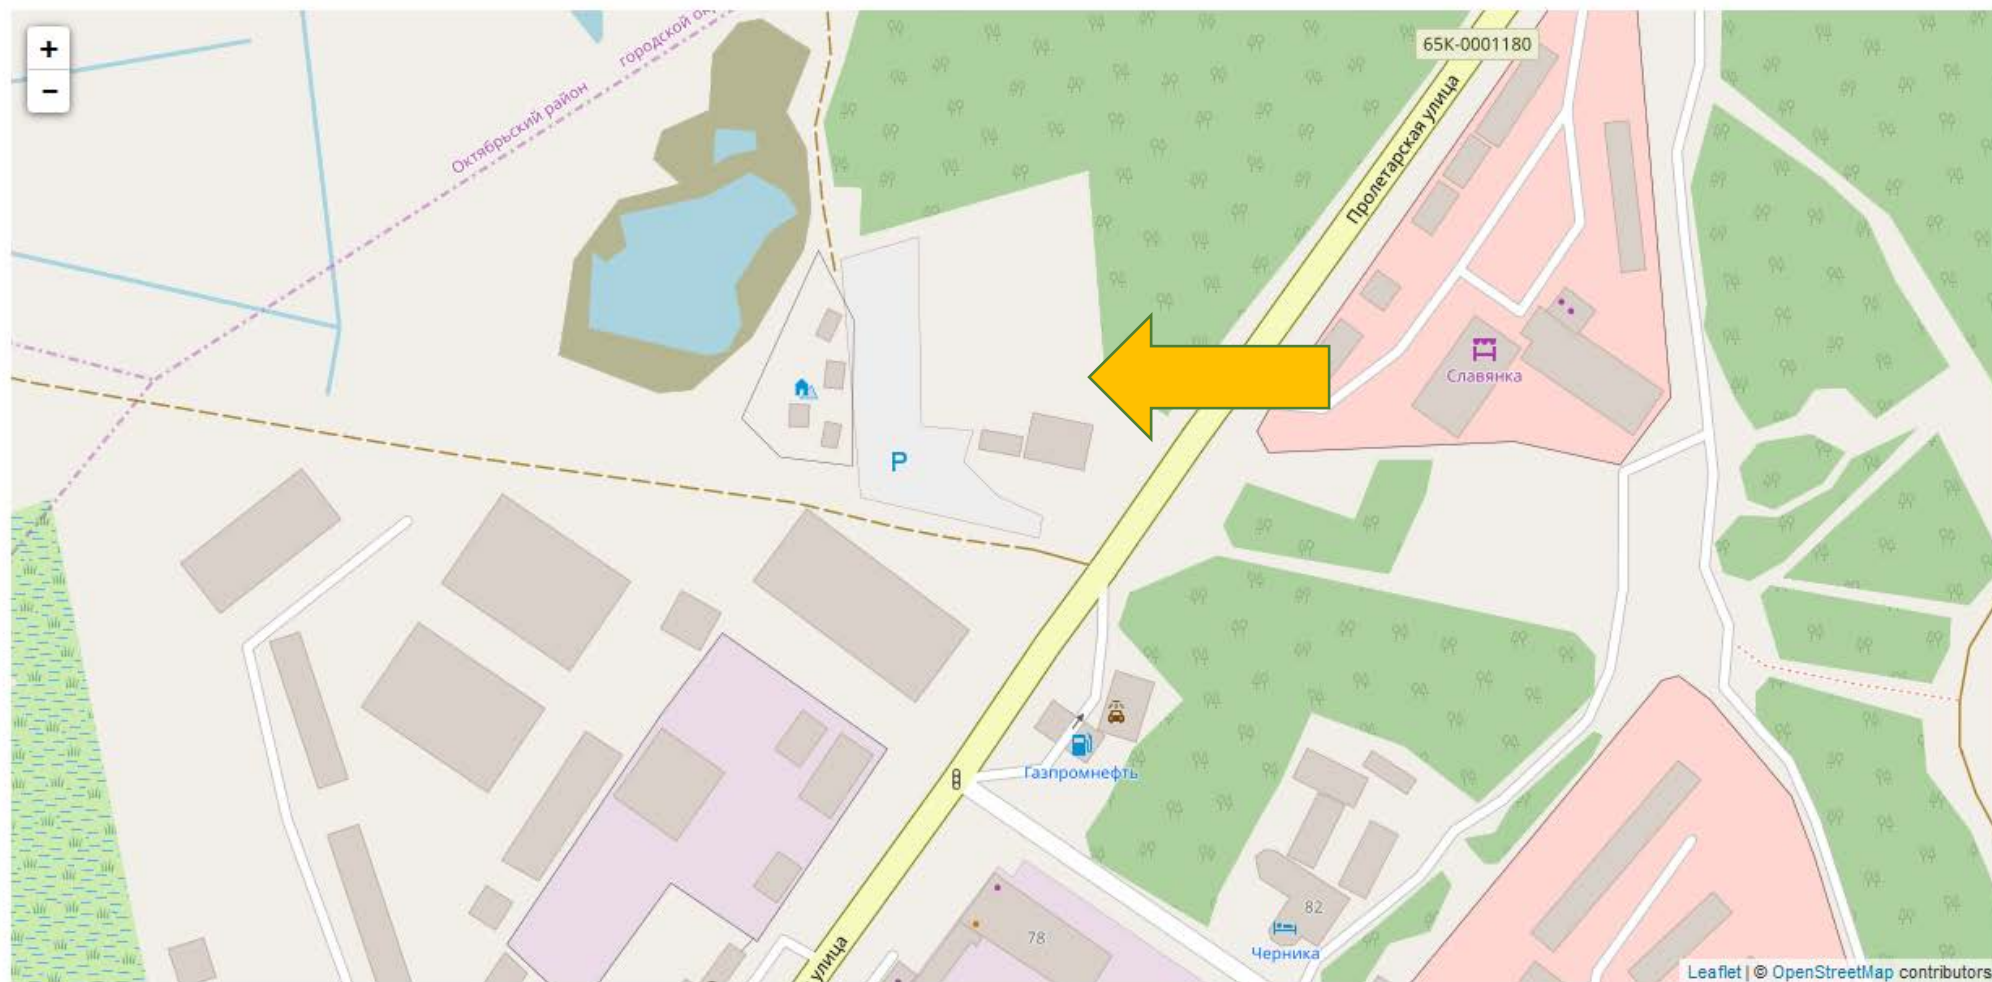 +
−
городской ок
Октябрьский район
65К-0001180
Пролетарская улица
Славянка
P
Газпромнефть
82
Черника
78
улица
Leaflet | © OpenStreetMap contributors